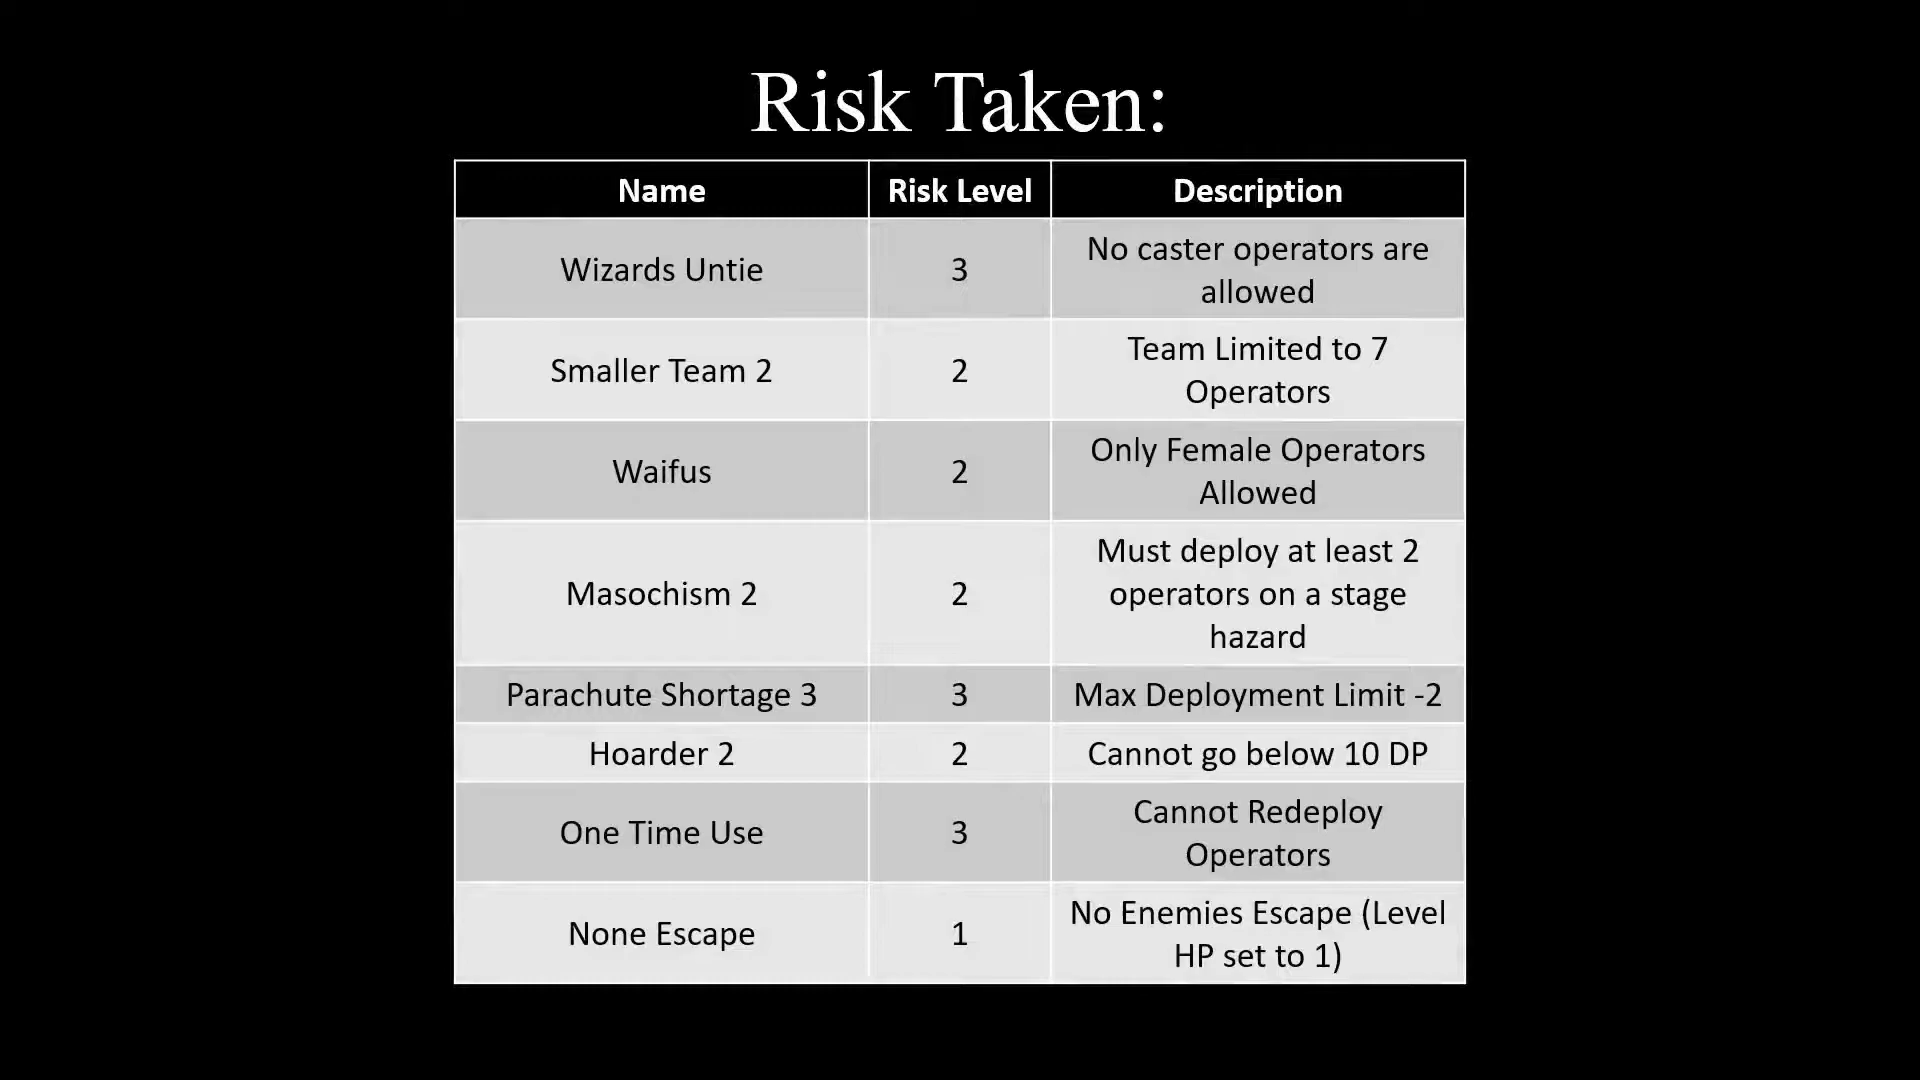 Risk Taken:
Name Risk Level Description
Wizards Untie 3 No caster operators are
allowed
Smaller Team 2 2 Team Limited to 7
Operators
Waifus 2 Only Female Operators
Allowed
Masochism 2 2 Must deploy at least 2
operators on a stage
hazard
Parachute Shortage 3 3 Max Deployment Limit -2
Hoarder 2 2 Cannot go below 10 DP
One Time Use 3 Cannot Redeploy
Operators
None Escape 1 No Enemies Escape (Level
HP set to 1)